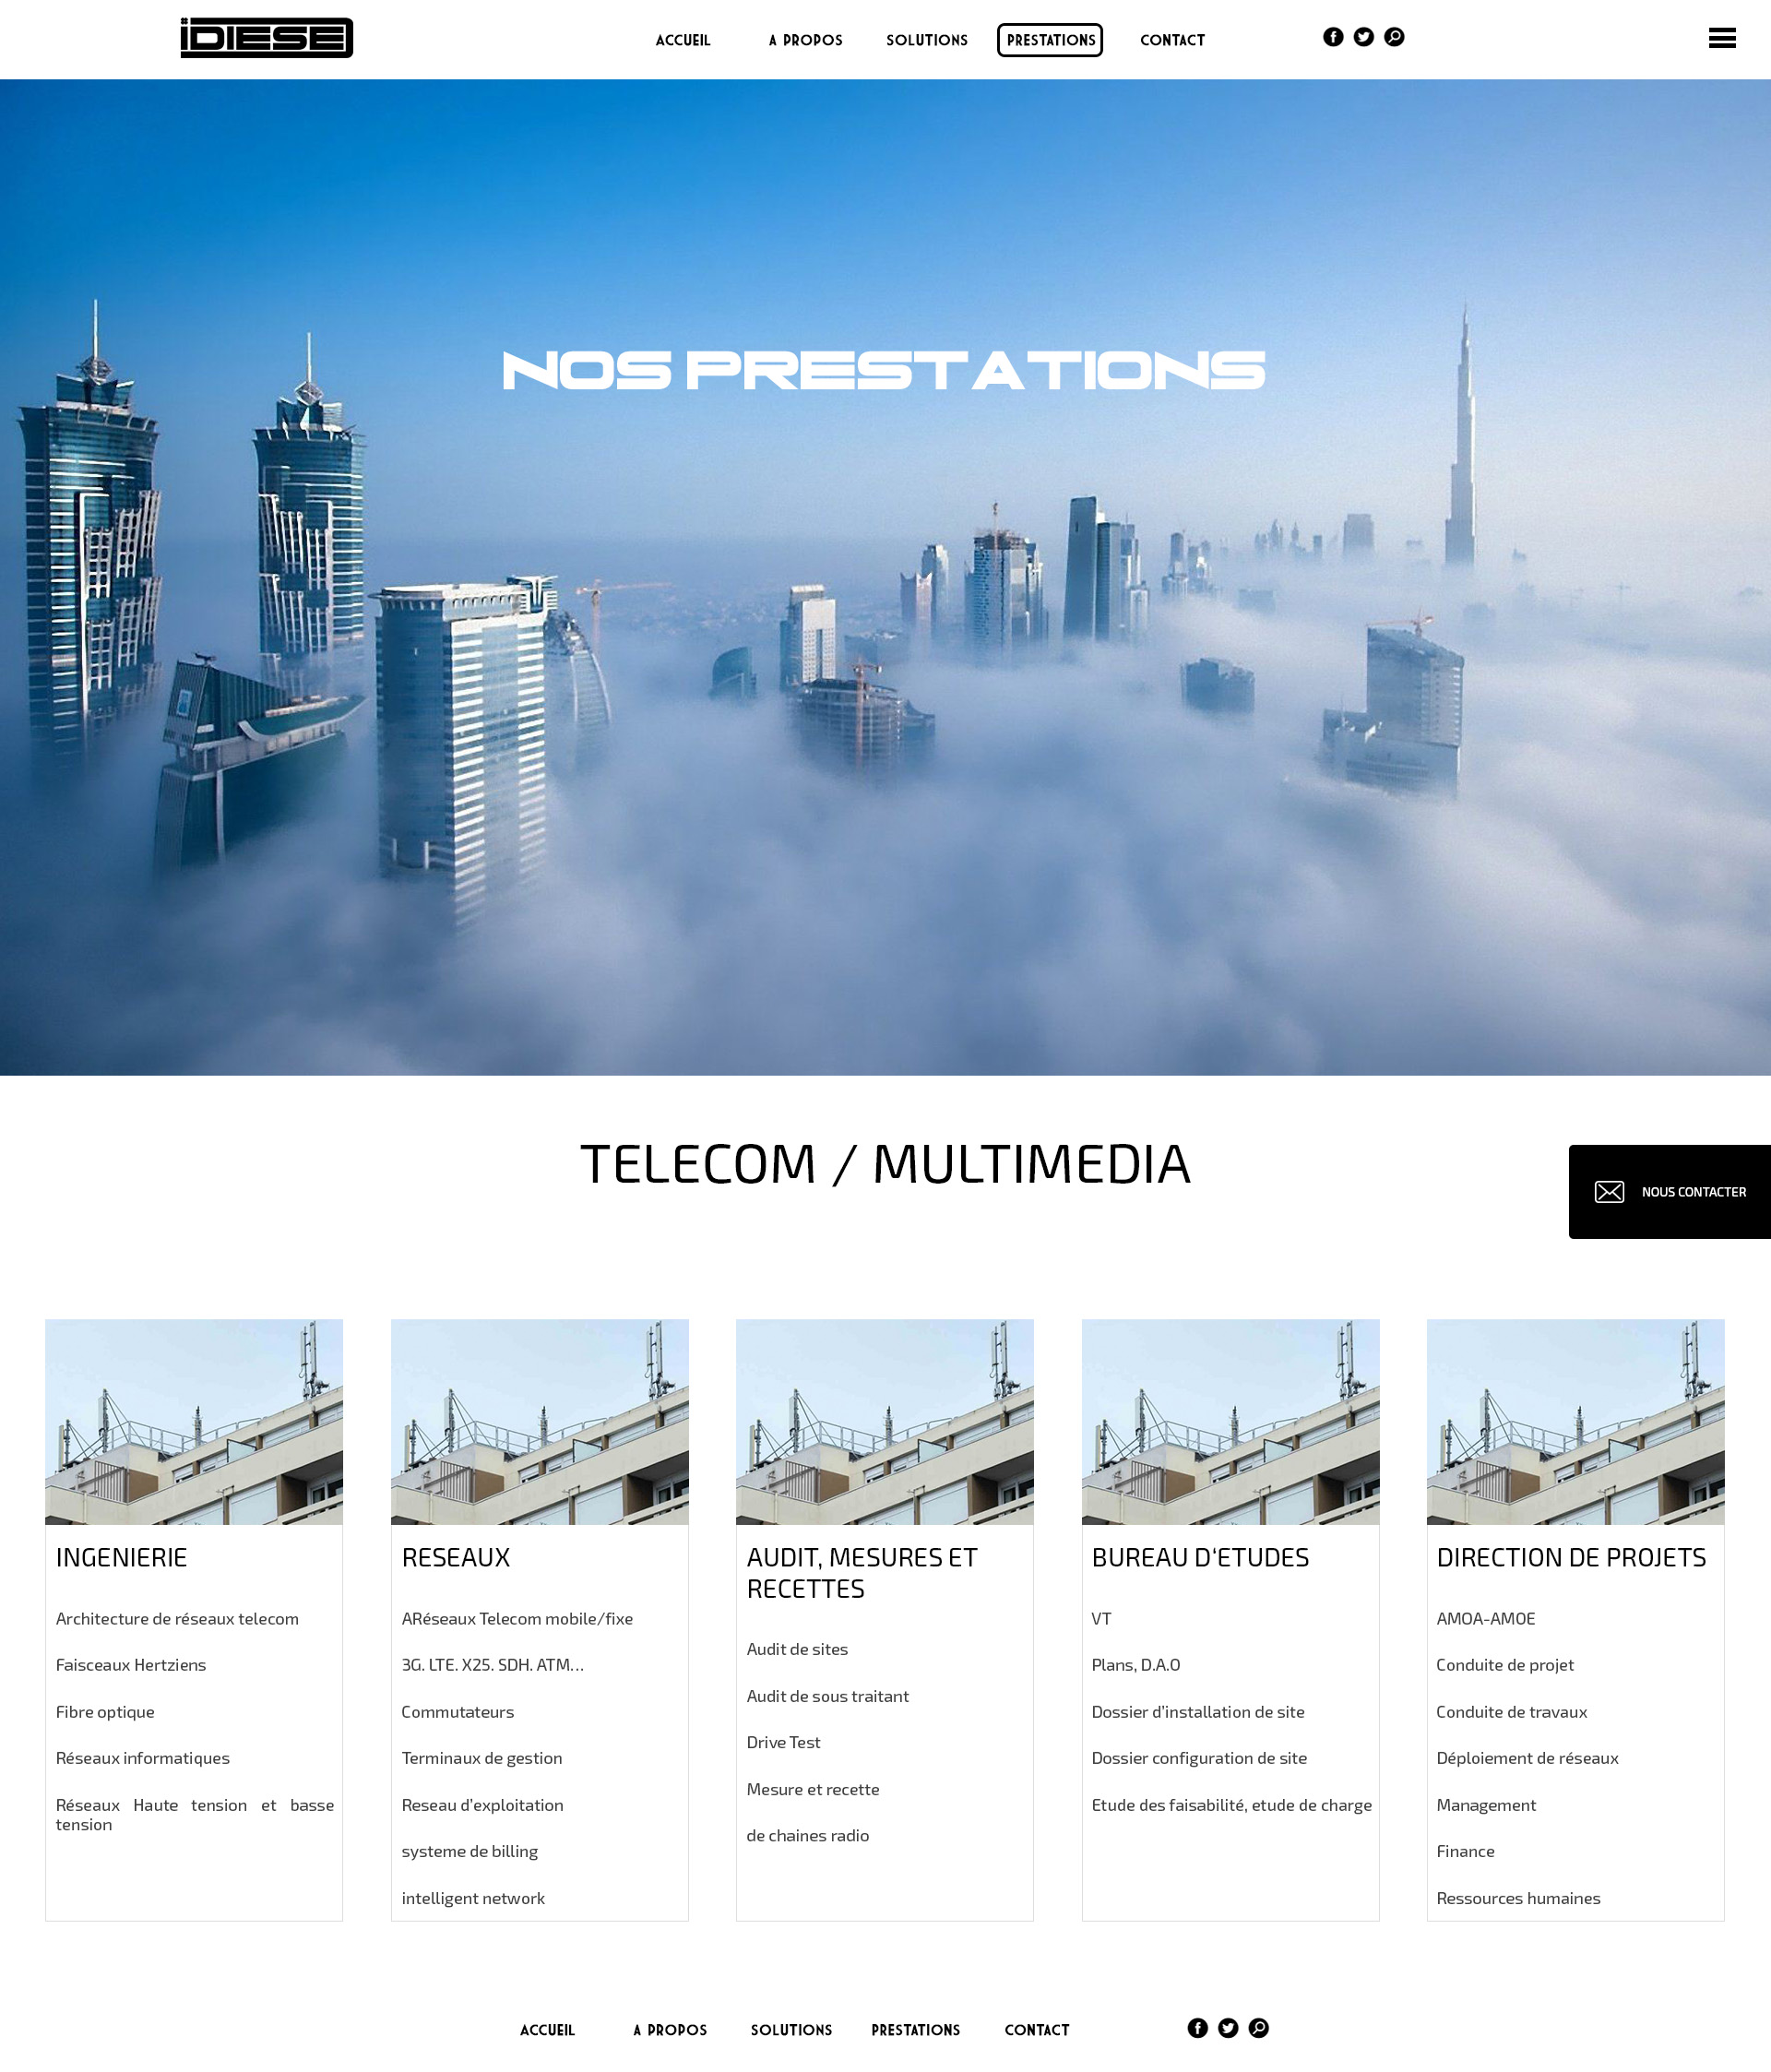 iDIESE
ACCUEIL
A PROPOS
SOLUTIONS
PRESTATIONS
CONTACT
NOS PRESTATIONS
TELECOM / MULTIMEDIA
NOUS CONTACTER
INGENIERIE
Architecture de réseaux telecom
Faisceaux Hertziens
Fibre optique
Réseaux informatiques
Réseaux Haute tension et basse
tension
RESEAUX
ARéseaux Telecom mobile/fixe
3G. LTE. X25. SDH. ATM…
Commutateurs
Terminaux de gestion
Reseau d’exploitation
systeme de billing
intelligent network
AUDIT, MESURES ET
RECETTES
Audit de sites
Audit de sous traitant
Drive Test
Mesure et recette
de chaines radio
BUREAU D‘ETUDES
VT
Plans, D.A.O
Dossier d’installation de site
Dossier configuration de site
Etude des faisabilité, etude de charge
DIRECTION DE PROJETS
AMOA-AMOE
Conduite de projet
Conduite de travaux
Déploiement de réseaux
Management
Finance
Ressources humaines
ACCUEIL
A PROPOS
SOLUTIONS
PRESTATIONS
CONTACT